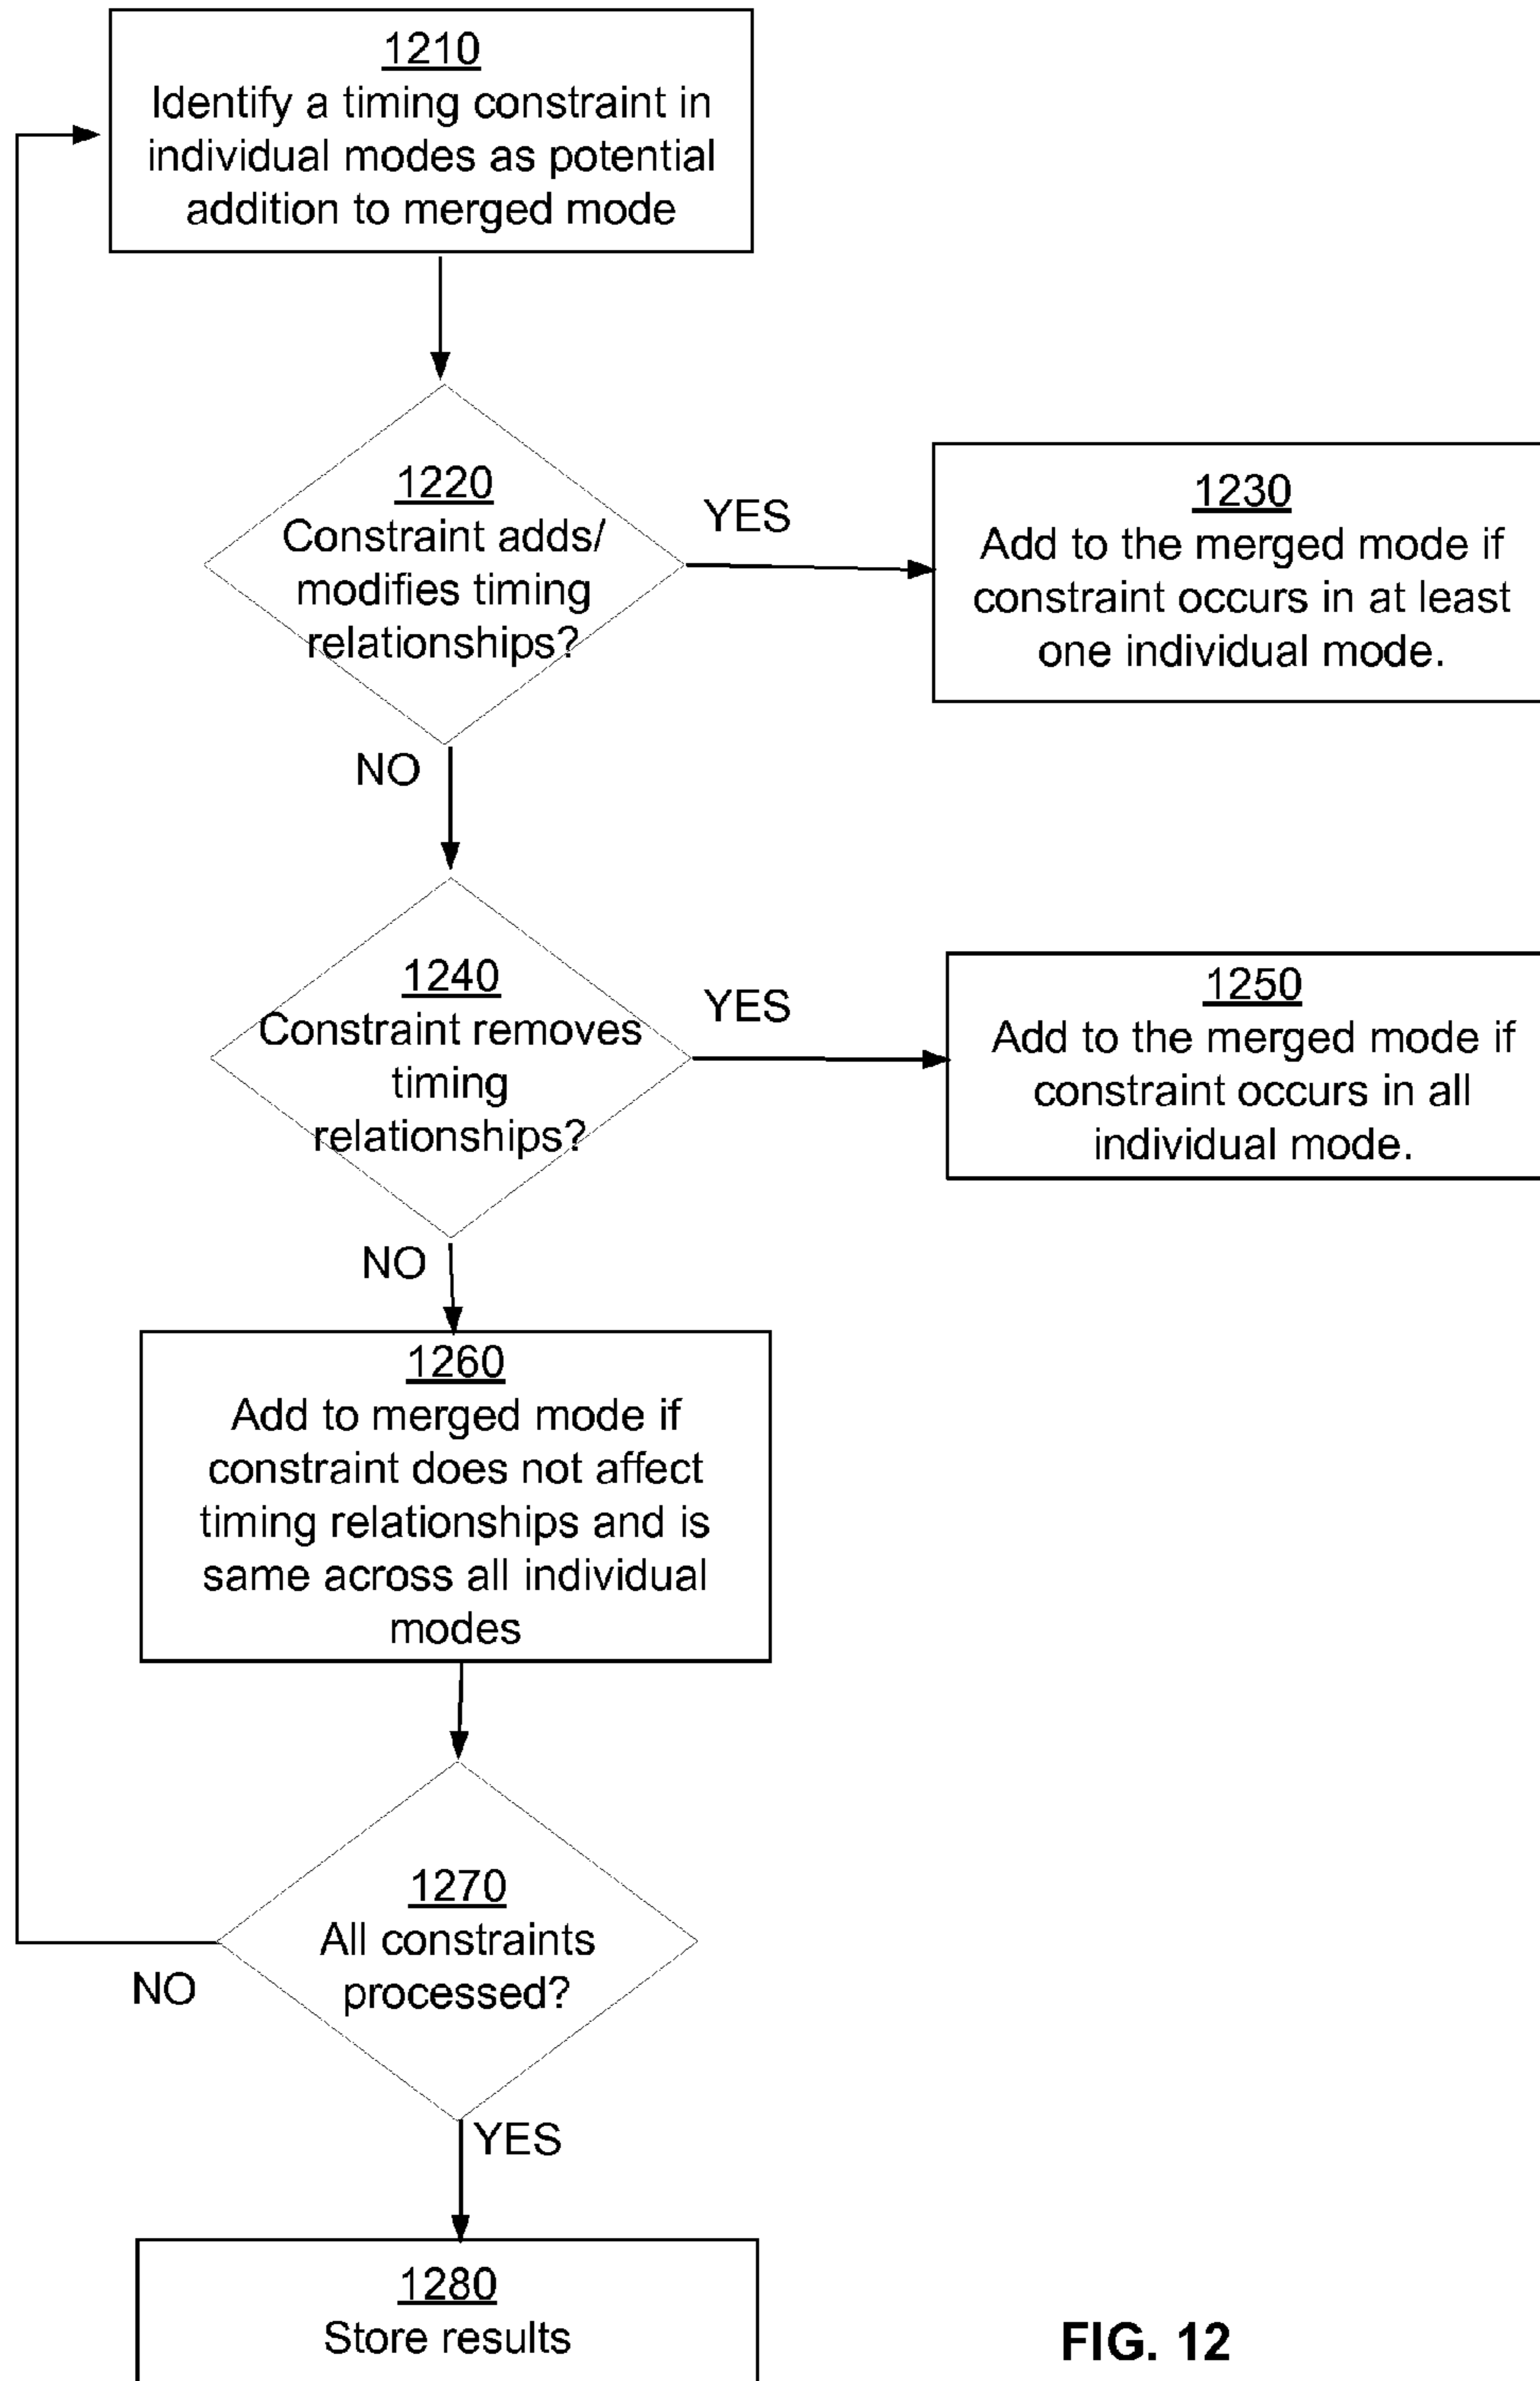 1210
Identify a timing constraint in
individual modes as potential
addition to merged mode
1220
Constraint adds/
modifies timing
relationships?
YES
1230
Add to the merged mode if
constraint occurs in at least
one individual mode.
NO
1240
Constraint removes
timing
relationships?
YES
1250
Add to the merged mode if
constraint occurs in all
individual mode.
NO
1260
Add to merged mode if
constraint does not affect
timing relationships and is
same across all individual
modes
1270
All constraints
processed?
NO
YES
1280
Store results
FIG. 12